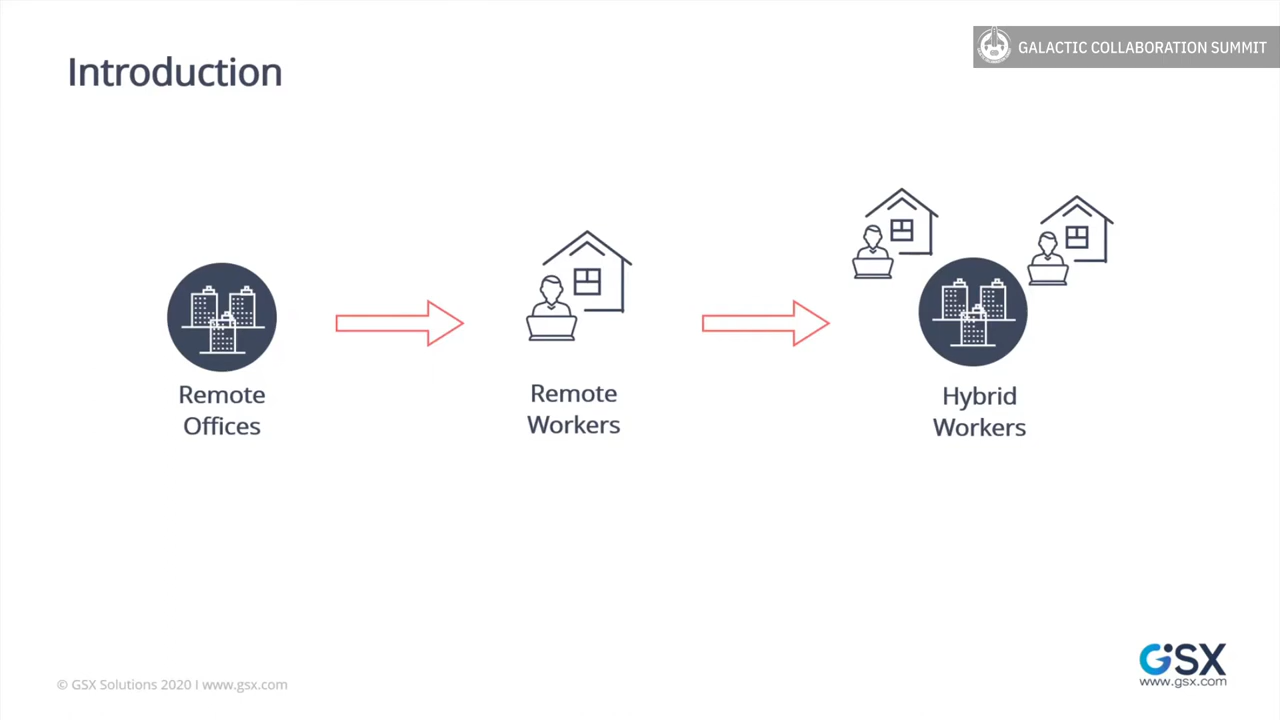 GALACTIC COLLABORATION SUMMIT
Introduction
Remote
Offices
Remote
Workers
Hybrid
Workers
© GSX Solutions 2020 I www.gsx.com
GSX
www.gsx.com